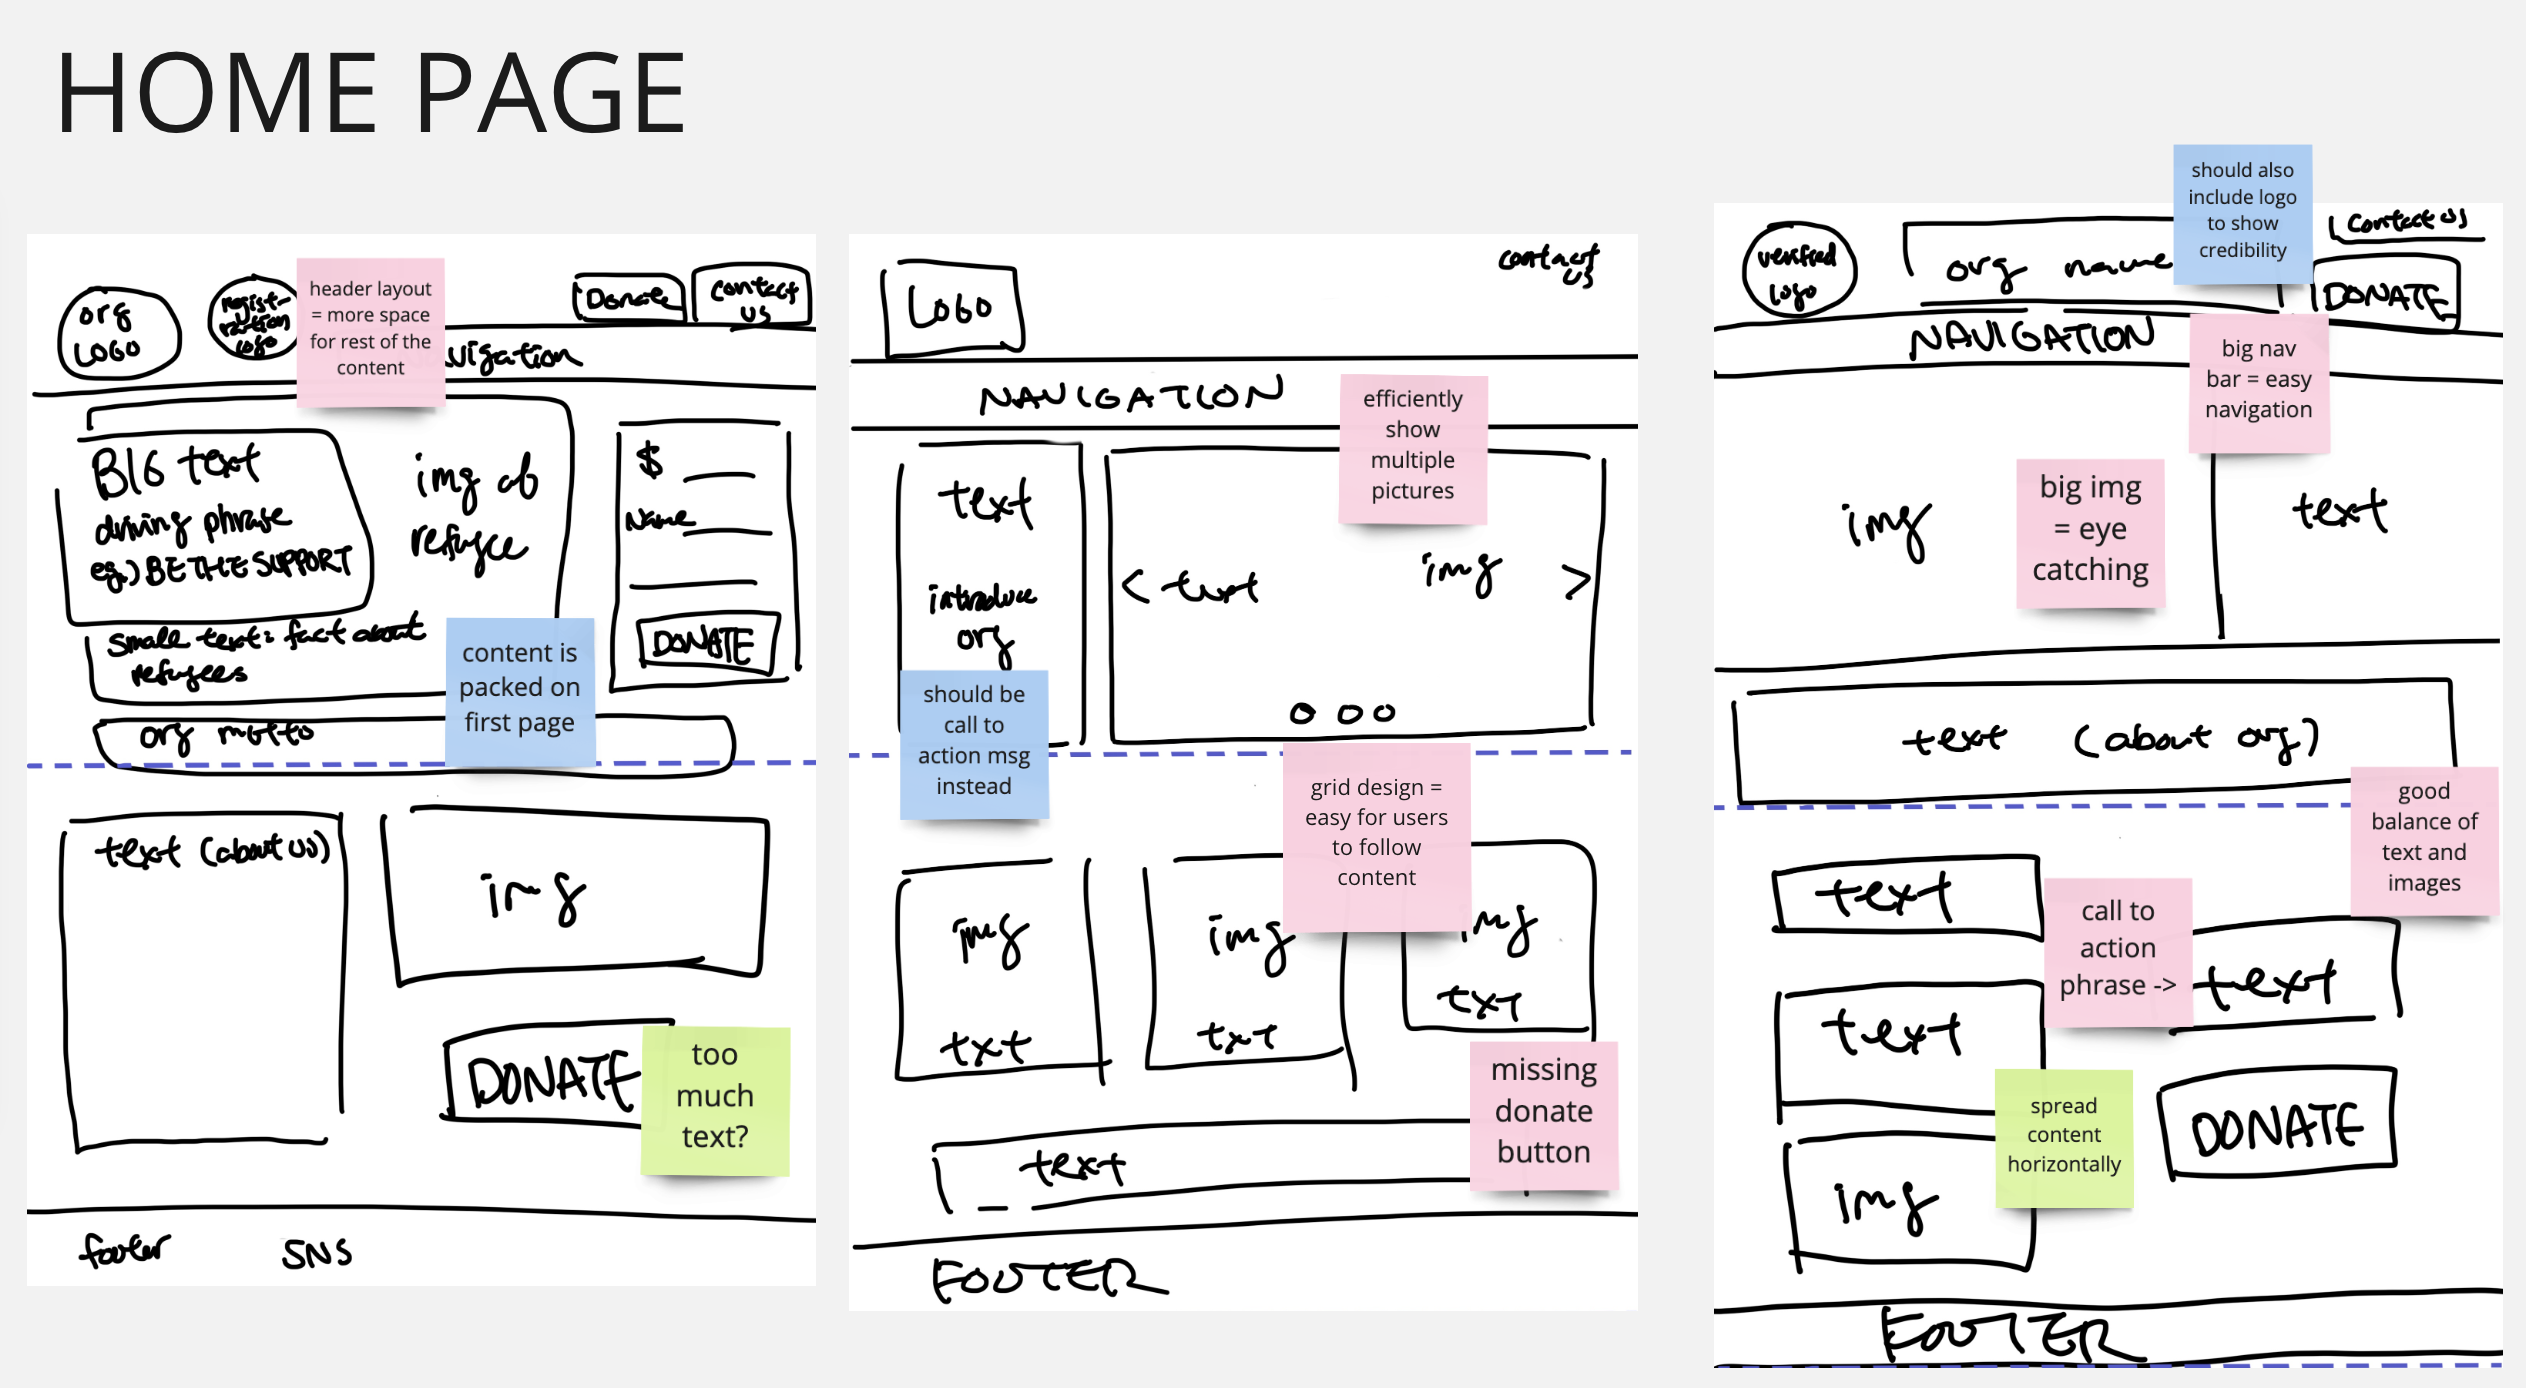 HOME PAGE
org
LOGO
regist-
ration
logo
header layout
= more space
for rest of the
content
Donate
contact
US
Navigation
BIG text
driving phrase
eg.) BE THE SUPPORT
img of
refugee
$
Name
DONATE
small text: fact about
refugees
content is
packed on
first page
org motto
text (about us)
img
DONATE
too
much
text?
footer SNS
LOGO
contact
us
NAVIGATION
efficiently
show
multiple
pictures
text
introduce
org
< text img >
should be
call to
action msg
instead
grid design =
easy for users
to follow
content
img
txt
img
txt
img
txt
missing
donate
button
text
FOOTER
should also
include logo
to show
credibility
verified
logo
org name
contact us
DONATE
NAVIGATION
big nav
bar = easy
navigation
img
big img
= eye
catching
text
text (about org)
good
balance of
text and
images
text
call to
action
phrase ->
text
text
spread
content
horizontally
DONATE
img
FOOTER